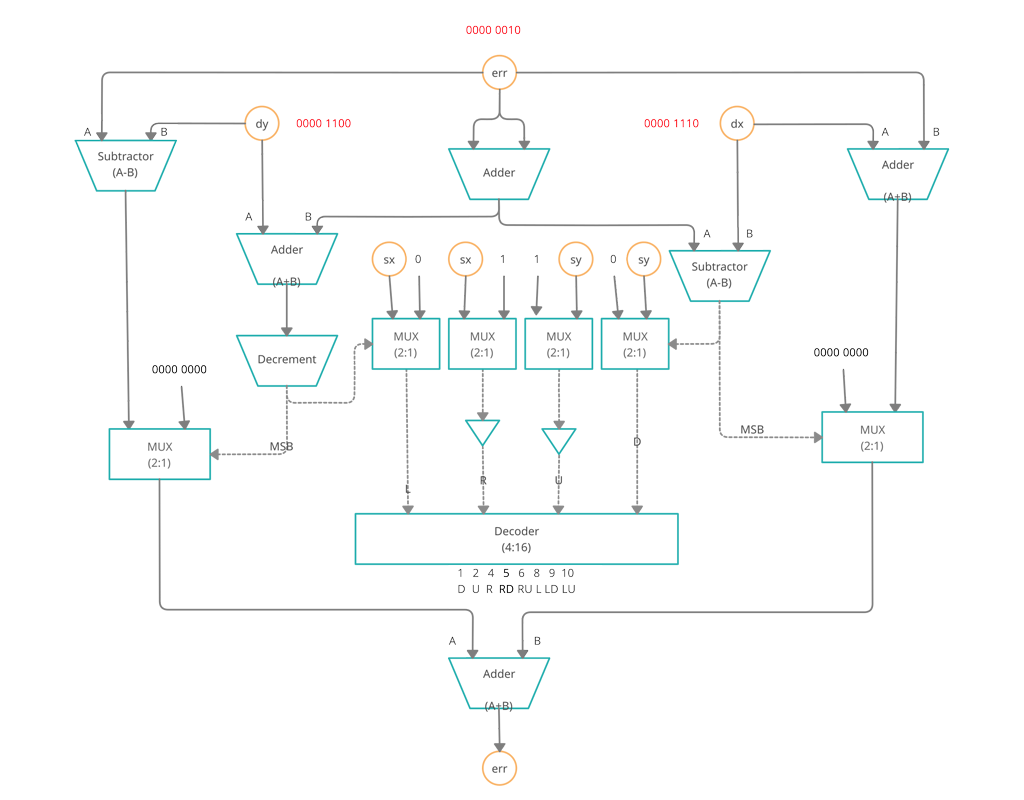 0000 0010
err
dy
0000 1100
0000 1110
dx
A
B
A
B
Subtractor
(A-B)
Adder
Adder
(A+B)
A
B
A
B
Adder
(A+B)
sx
0
sx
1
1
sy
0
sy
Subtractor
(A-B)
MUX
(2:1)
MUX
(2:1)
MUX
(2:1)
MUX
(2:1)
Decrement
0000 0000
0000 0000
MUX
(2:1)
MSB
MSB
MUX
(2:1)
D
L
R
U
Decoder
(4:16)
1 2 4 5 6 8 9 10
D U R RD RU L LD LU
A
B
Adder
(A+B)
err